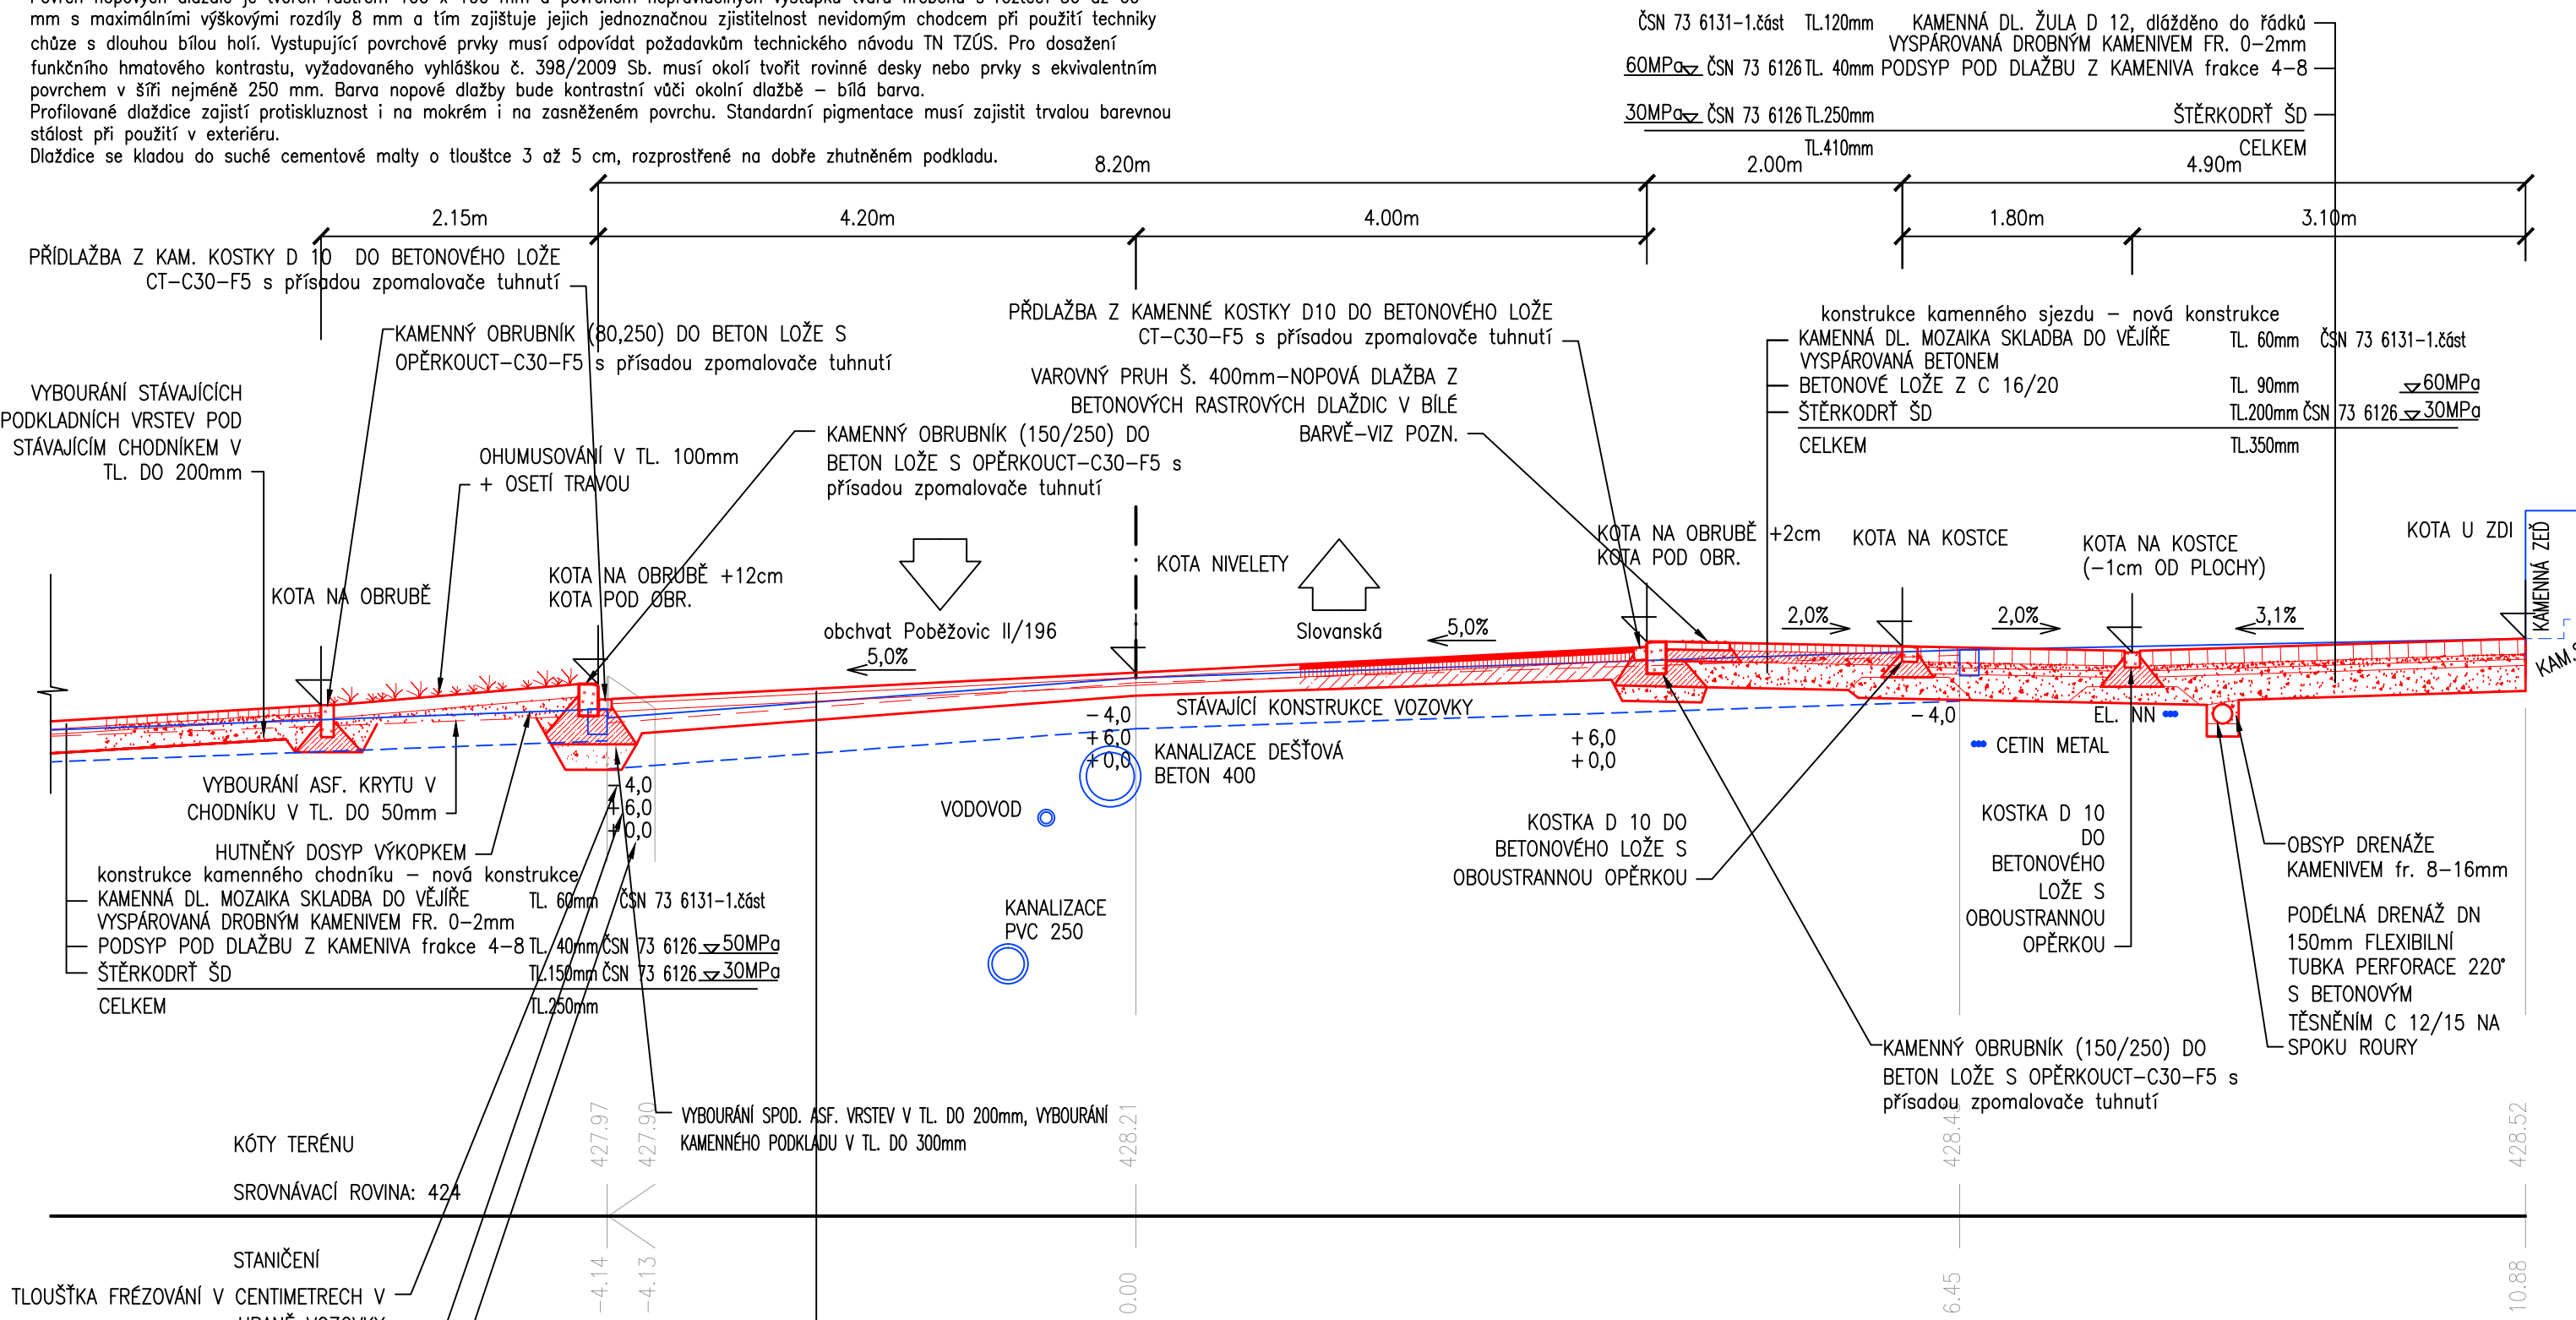 mm s maximálními výškovými rozdíly 8 mm a tím zajištuje jejich jednoznačnou zjistitelnost nevidomým chodcem při použití techniky
chůze s dlouhou bílou holí. Vystupující povrchové prvky musí odpovídat požadavkům technického návodu TN TZÚS. Pro dosažení
funkčního hmatového kontrastu, vyžadovaného vyhláškou č. 398/2009 Sb. musí okolí tvořit rovinné desky nebo prvky s ekvivalentním
povrchem v šíři nejméně 250 mm. Barva nopové dlažby bude kontrastní vůči okolní dlažbě – bílá barva.
Profilované dlaždice zajistí protiskluznost i na mokrém i na zasněženém povrchu. Standardní pigmentace musí zajistit trvalou barevnou
stálost při použití v exteriéru.
Dlaždice se kladou do suché cementové malty o tlouštce 3 až 5 cm, rozprostřené na dobře zhutněném podkladu.
ČSN 73 6131-1.část TL.120mm KAMENNÁ DL. ŽULA D 12, dlážděno do řádků
VYSPÁROVANÁ DROBNÝM KAMENIVEM FR. 0-2mm
60MPa ČSN 73 6126 TL. 40mm PODSYP POD DLAŽBU Z KAMENIVA frakce 4-8
30MPa ČSN 73 6126 TL.250mm ŠTĚRKODRŤ ŠD
TL.410mm CELKEM
8.20m 2.00m 4.90m
2.15m 4.20m 4.00m 1.80m 3.10m
PŘÍDLAŽBA Z KAM. KOSTKY D 10 DO BETONOVÉHO LOŽE
CT-C30-F5 s přísadou zpomalovače tuhnutí
KAMENNÝ OBRUBNÍK (80,250) DO BETON LOŽE S
OPĚRKOUCT-C30-F5 s přísadou zpomalovače tuhnutí
VYBOURÁNÍ STÁVAJÍCÍCH
PODKLADNÍCH VRSTEV POD
STÁVAJÍCÍM CHODNÍKEM V
TL. DO 200mm
OHUMUSOVÁNÍ V TL. 100mm
+ OSETÍ TRAVOU
KAMENNÝ OBRUBNÍK (150/250) DO
BETON LOŽE S OPĚRKOUCT-C30-F5 s
přísadou zpomalovače tuhnutí
PŘDLAŽBA Z KAMENNÉ KOSTKY D10 DO BETONOVÉHO LOŽE
CT-C30-F5 s přísadou zpomalovače tuhnutí
VAROVNÝ PRUH Š. 400mm-NOPOVÁ DLAŽBA Z
BETONOVÝCH RASTROVÝCH DLAŽDIC V BÍLÉ
BARVĚ-VIZ POZN.
konstrukce kamenného sjezdu – nová konstrukce
KAMENNÁ DL. MOZAIKA SKLADBA DO VĚJÍŘE TL. 60mm ČSN 73 6131-1.část
VYSPÁROVANÁ BETONEM
BETONOVÉ LOŽE Z C 16/20 TL. 90mm 60MPa
ŠTĚRKODRŤ ŠD TL.200mm ČSN 73 6126 30MPa
CELKEM TL.350mm
KOTA NA OBRUBĚ
KOTA NA OBRUBĚ +12cm
KOTA POD OBR.
KOTA NIVELETY
KOTA NA OBRUBĚ +2cm
KOTA POD OBR.
KOTA NA KOSTCE
KOTA NA KOSTCE
(-1cm OD PLOCHY)
KOTA U ZDI
KAMENNÁ ZEĎ
obchvat Poběžovic II/196
Slovanská
5,0% 5,0% 2,0% 2,0% 3,1%
STÁVAJÍCÍ KONSTRUKCE VOZOVKY
-4,0
+6,0
+0,0
+6,0
+0,0
-4,0
EL. NN
CETIN METAL
KANALIZACE DEŠŤOVÁ
BETON 400
VODOVOD
KANALIZACE
PVC 250
VYBOURÁNÍ ASF. KRYTU V
CHODNÍKU V TL. DO 50mm
-4,0
+6,0
+0,0
HUTNĚNÝ DOSYP VÝKOPKEM
konstrukce kamenného chodníku – nová konstrukce
KAMENNÁ DL. MOZAIKA SKLADBA DO VĚJÍŘE TL. 60mm ČSN 73 6131-1.část
VYSPÁROVANÁ DROBNÝM KAMENIVEM FR. 0-2mm
PODSYP POD DLAŽBU Z KAMENIVA frakce 4-8 TL. 40mm ČSN 73 6126 50MPa
ŠTĚRKODRŤ ŠD TL.150mm ČSN 73 6126 30MPa
CELKEM TL.250mm
KOSTKA D 10 DO
BETONOVÉHO LOŽE S
OBOUSTRANNOU OPĚRKOU
KOSTKA D 10
DO
BETONOVÉHO
LOŽE S
OBOUSTRANNOU
OPĚRKOU
OBSYP DRENÁŽE
KAMENIVEM fr. 8-16mm
PODÉLNÁ DRENÁŽ DN
150mm FLEXIBILNÍ
TUBKA PERFORACE 220°
S BETONOVÝM
TĚSNĚNÍM C 12/15 NA
SPOKU ROURY
KAMENNÝ OBRUBNÍK (150/250) DO
BETON LOŽE S OPĚRKOUCT-C30-F5 s
přísadou zpomalovače tuhnutí
VYBOURÁNÍ SPOD. ASF. VRSTEV V TL. DO 200mm, VYBOURÁNÍ
KAMENNÉHO PODKLADU V TL. DO 300mm
KÓTY TERÉNU 427.97 427.90 428.21 428.52
SROVNÁVACÍ ROVINA: 424
STANIČENÍ -4.14 -4.13 0.00 6.45 10.88
TLOUŠŤKA FRÉZOVÁNÍ V CENTIMETRECH V